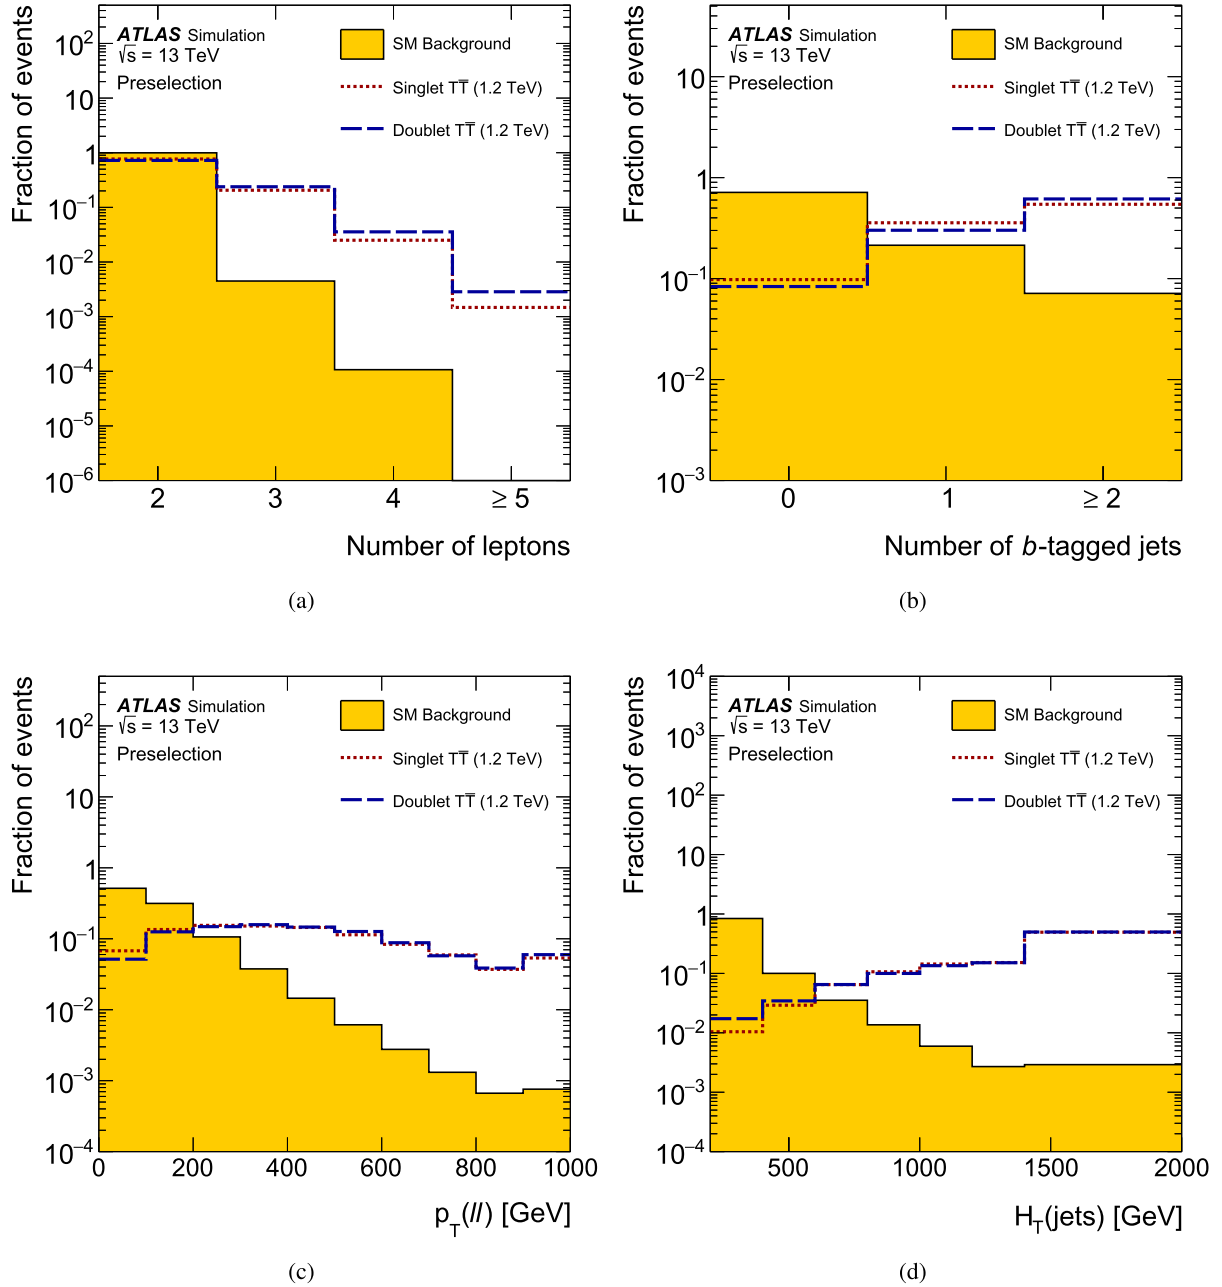 Fraction of events
ATLAS Simulation
√s = 13 TeV
Preselection
SM Background
Singlet TT̅ (1.2 TeV)
Doublet TT̅ (1.2 TeV)
10²
10
1
10⁻¹
10⁻²
10⁻³
10⁻⁴
10⁻⁵
10⁻⁶
2 3 4 ≥ 5
Number of leptons
(a)
Fraction of events
ATLAS Simulation
√s = 13 TeV
Preselection
SM Background
Singlet TT̅ (1.2 TeV)
Doublet TT̅ (1.2 TeV)
10
1
10⁻¹
10⁻²
10⁻³
0 1 ≥ 2
Number of b-tagged jets
(b)
Fraction of events
ATLAS Simulation
√s = 13 TeV
Preselection
SM Background
Singlet TT̅ (1.2 TeV)
Doublet TT̅ (1.2 TeV)
10²
10
1
10⁻¹
10⁻²
10⁻³
10⁻⁴
0 200 400 600 800 1000
p_T(ll) [GeV]
(c)
Fraction of events
ATLAS Simulation
√s = 13 TeV
Preselection
SM Background
Singlet TT̅ (1.2 TeV)
Doublet TT̅ (1.2 TeV)
10⁴
10³
10²
10
1
10⁻¹
10⁻²
10⁻³
10⁻⁴
500 1000 1500 2000
H_T(jets) [GeV]
(d)